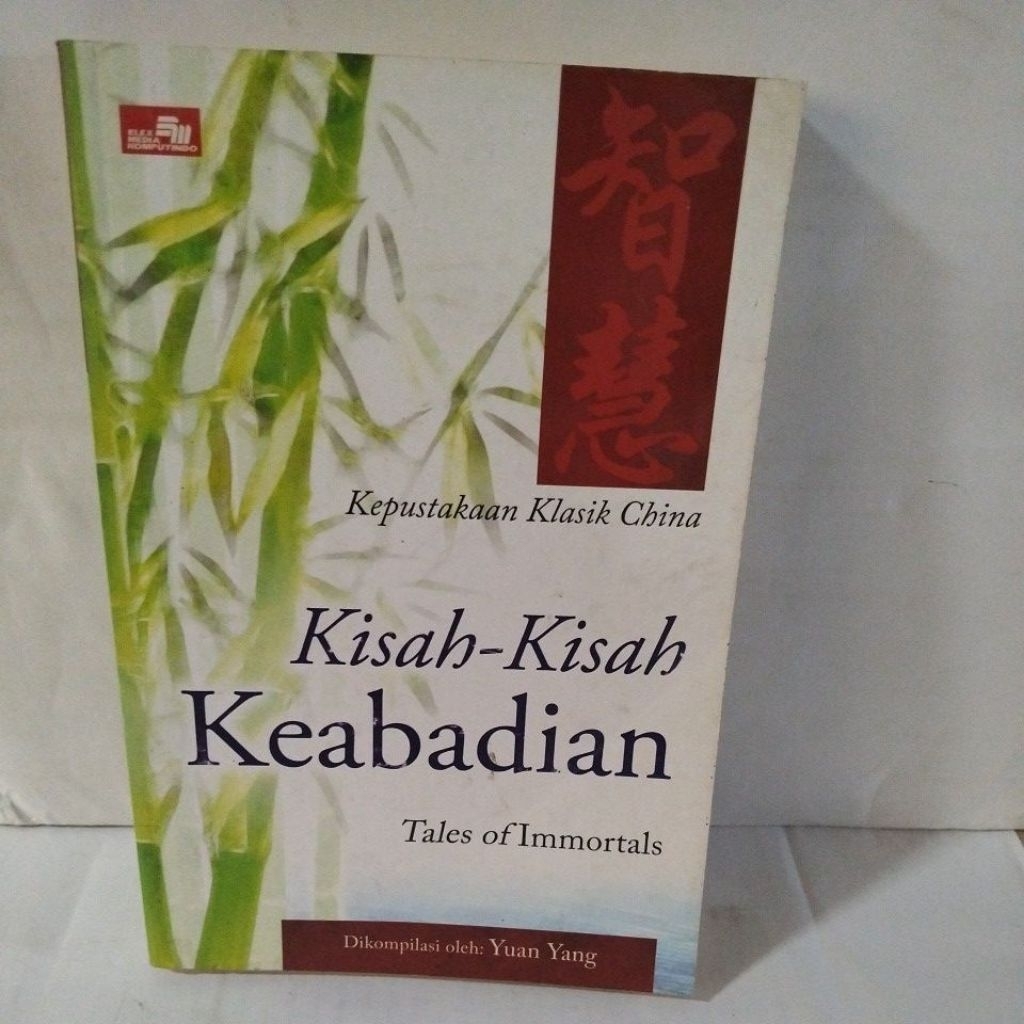 ELEX
MEDIA
KOMPUTINDO
智
慧
Kepustakaan Klasik China
Kisah-Kisah
Keabadian
Tales of Immortals
Dikompilasi oleh: Yuan Yang